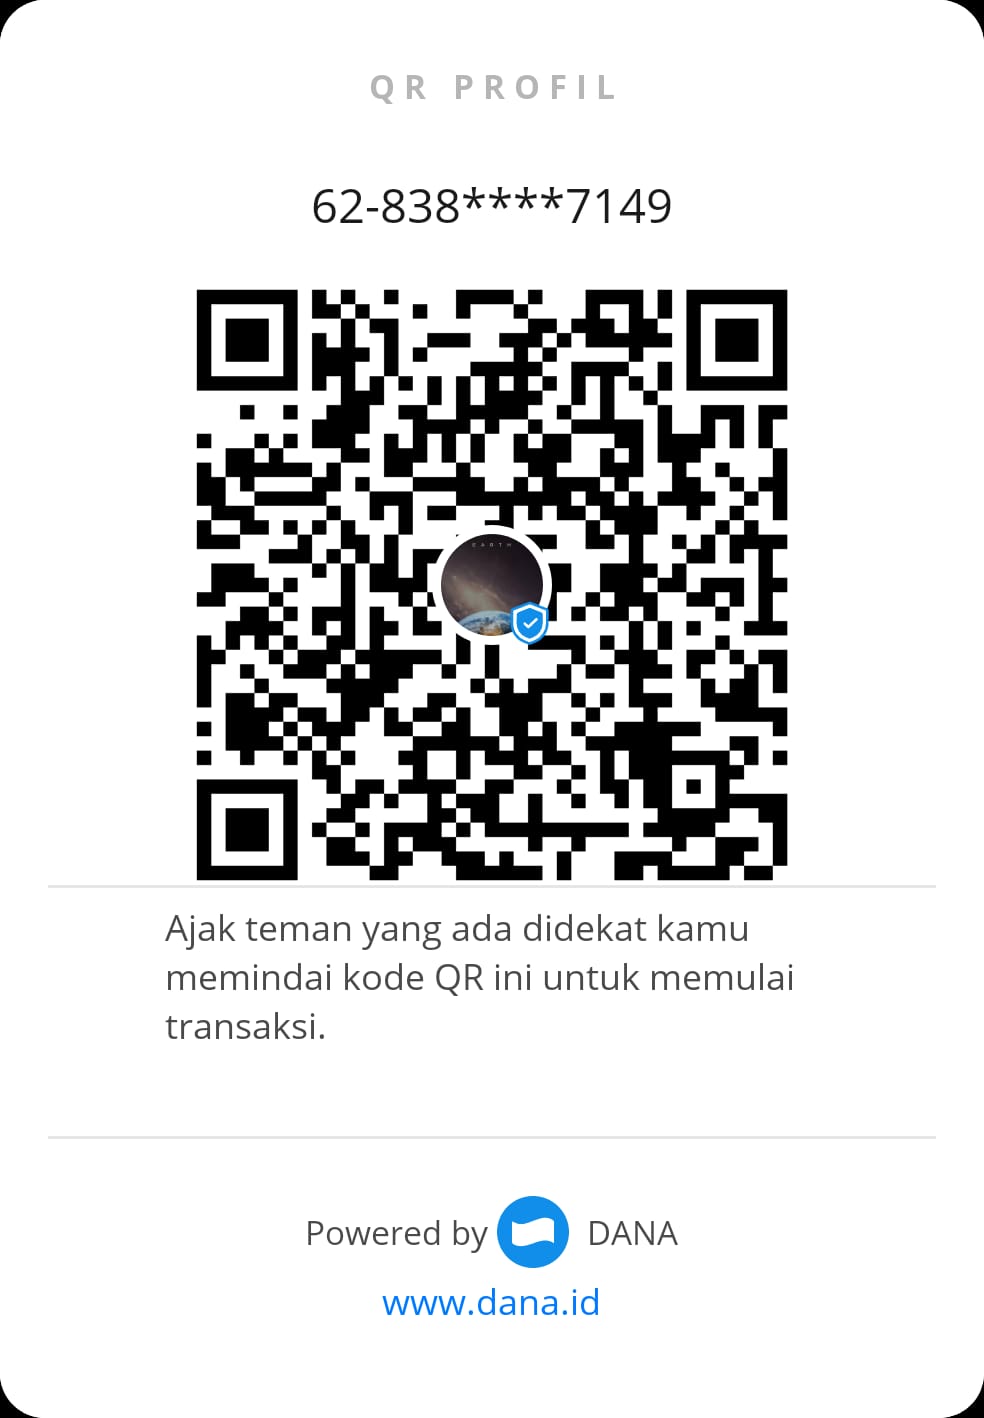 QR PROFIL
62-838****7149
EARTH
Ajak teman yang ada didekat kamu
memindai kode QR ini untuk memulai
transaksi.
Powered by DANA
www.dana.id